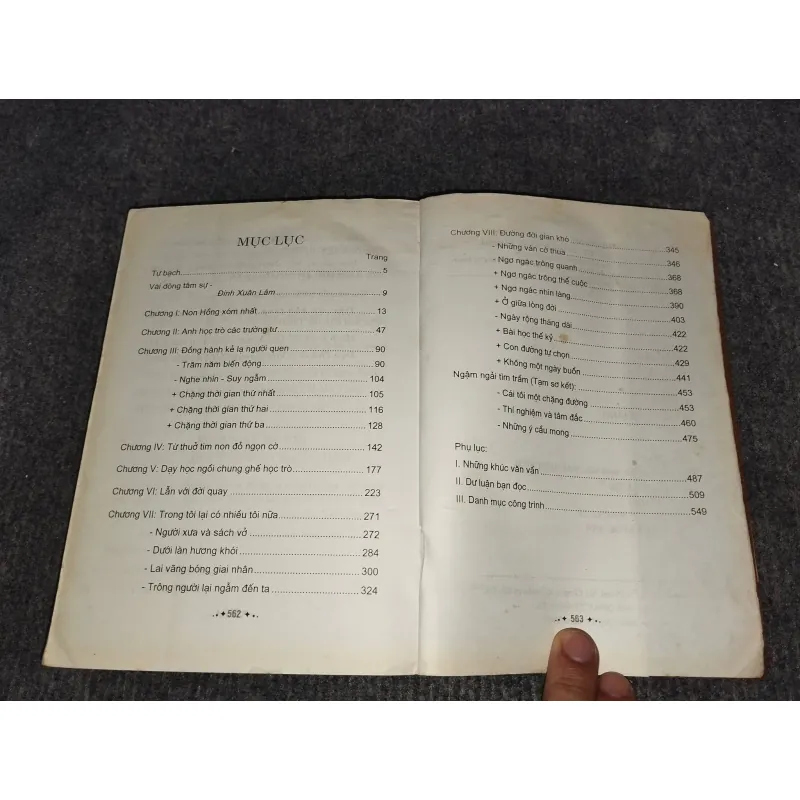 MỤC LỤC
Trang
Tự bạch 5
Vài dòng tâm sự -
Đinh Xuân Lâm 9
Chương I: Non Hồng xóm nhất 13
Chương II: Anh học trò các trường tư 47
Chương III: Đồng hành kẻ lạ người quen 90
- Trăm năm biến động 90
- Nghe nhìn - Suy ngẫm 104
+ Chặng thời gian thứ nhất 105
+ Chặng thời gian thứ hai 116
+ Chặng thời gian thứ ba 128
Chương IV: Từ thuở tim non đỏ ngọn cờ 142
Chương V: Dạy học ngồi chung ghế học trò 177
Chương VI: Lẫn với đời quay 223
Chương VII: Trong tôi lại có nhiều tôi nữa 271
- Người xưa và sách vở 272
- Dưới làn hương khói 284
- Lai vãng bóng giai nhân 300
- Trông người lại ngẫm đến ta 324
562
Chương VIII: Đường đời gian khó 345
- Những ván cờ thua 346
- Ngơ ngác trông quanh 368
+ Ngơ ngác trông thế cuộc 368
+ Ngơ ngác nhìn làng 390
+ Ở giữa lòng đời 403
- Ngày rộng tháng dài 422
+ Bài học thế kỷ 422
+ Con đường tự chọn 429
+ Không một ngày buồn 441
Ngậm ngải tìm trầm (Tạm sơ kết): 453
- Cái tôi một chặng đường 453
- Thí nghiệm và tâm đắc 460
- Những ý cầu mong 475
Phụ lục:
I. Những khúc văn vần 487
II. Dư luận bạn đọc 509
III. Danh mục công trình 549
563